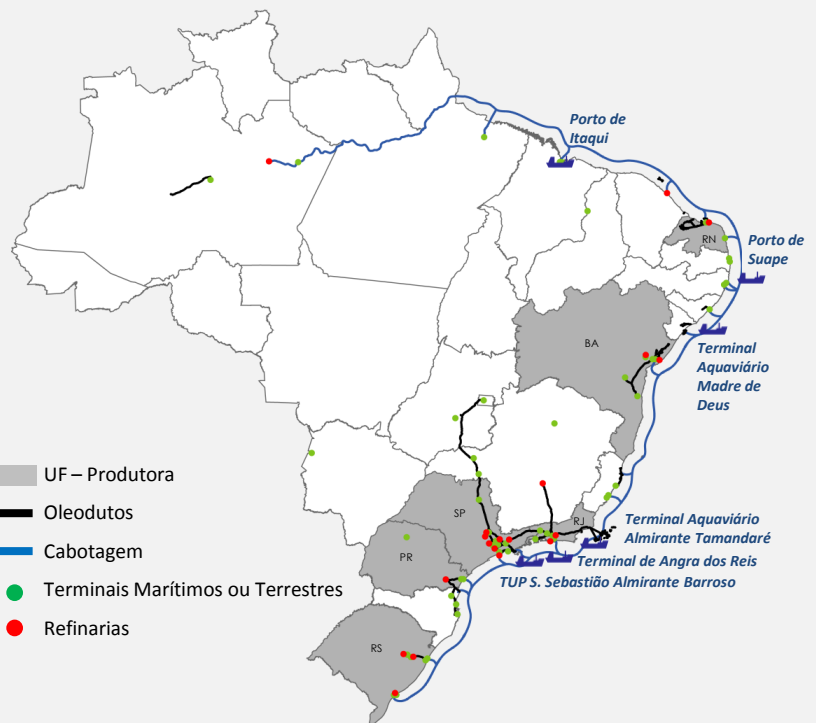 Porto de
Itaqui
RN
Porto de
Suape
BA
Terminal
Aquaviário
Madre de
Deus
UF – Produtora
Oleodutos
Cabotagem
Terminais Marítimos ou Terrestres
Refinarias
SP
RJ
PR
RS
Terminal Aquaviário
Almirante Tamandaré
Terminal de Angra dos Reis
TUP S. Sebastião Almirante Barroso